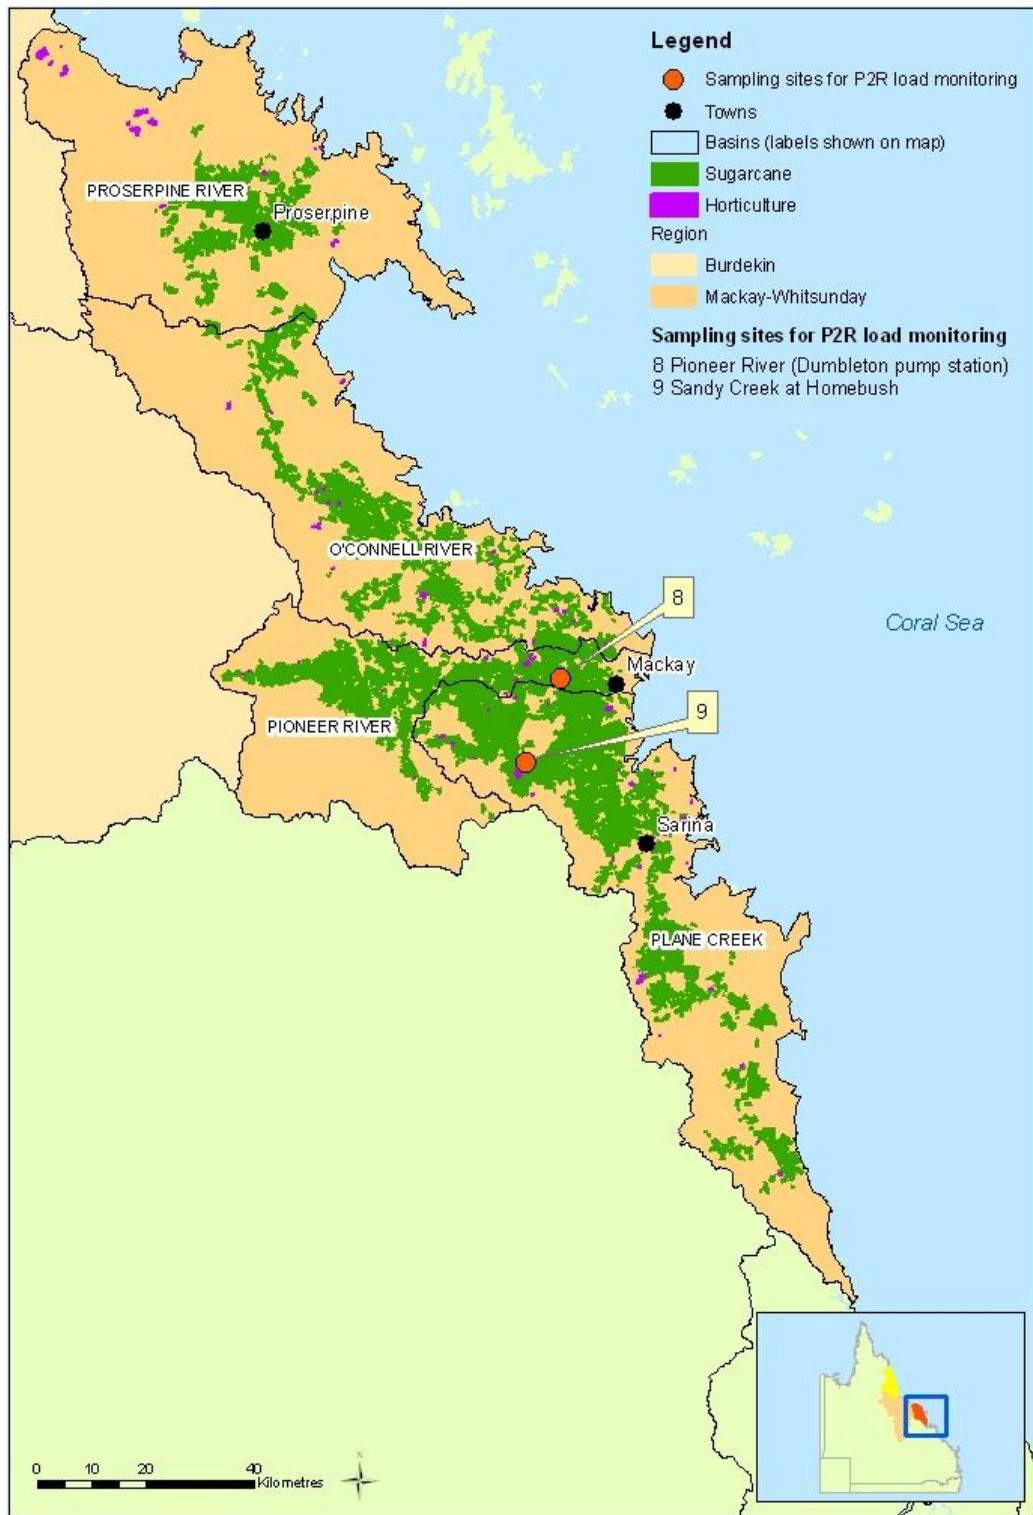 Legend
Sampling sites for P2R load monitoring
Towns
Basins (labels shown on map)
Sugarcane
Horticulture
Region
Burdekin
Mackay-Whitsunday
Sampling sites for P2R load monitoring
8 Pioneer River (Dumbleton pump station)
9 Sandy Creek at Homebush
PROSERPINE RIVER
Proserpine
O'CONNELL RIVER
8
Coral Sea
Mackay
9
PIONEER RIVER
Sarina
PLANE CREEK
N
0 10 20 40
Kilometres